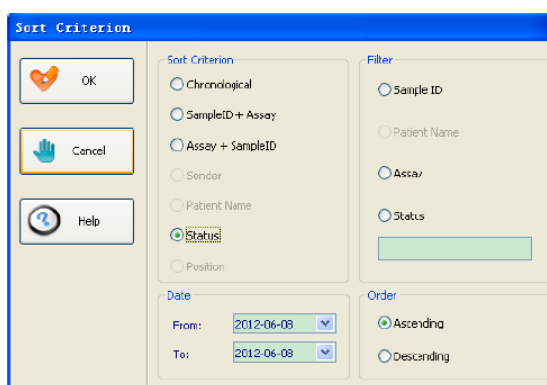 Sort Criterion
OK
Cancel
Help
Sort Criterion
Chronological
SampleID + Assay
Assay + SampleID
Sender
Patient Name
Status
Position
Filter
Sample ID
Patient Name
Assay
Status
Date
From: 2012-06-08
To: 2012-06-08
Order
Ascending
Descending